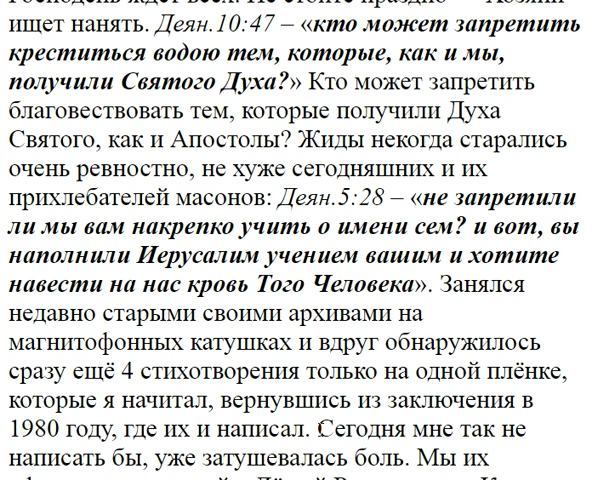 ищет нанять. Деян.10:47 – «кто может запретить
креститься водою тем, которые, как и мы,
получили Святого Духа?» Кто может запретить
благовествовать тем, которые получили Духа
Святого, как и Апостолы? Жиды некогда старались
очень ревностно, не хуже сегодняшних и их
прихлебателей масонов: Деян.5:28 – «не запретили
ли мы вам накрепко учить о имени сем? и вот, вы
наполнили Иерусалим учением вашим и хотите
навести на нас кровь Того Человека». Занялся
недавно старыми своими архивами на
магнитофонных катушках и вдруг обнаружилось
сразу ещё 4 стихотворения только на одной плёнке,
которые я начитал, вернувшись из заключения в
1980 году, где их и написал. Сегодня мне так не
написать бы, уже затушевалась боль. Мы их